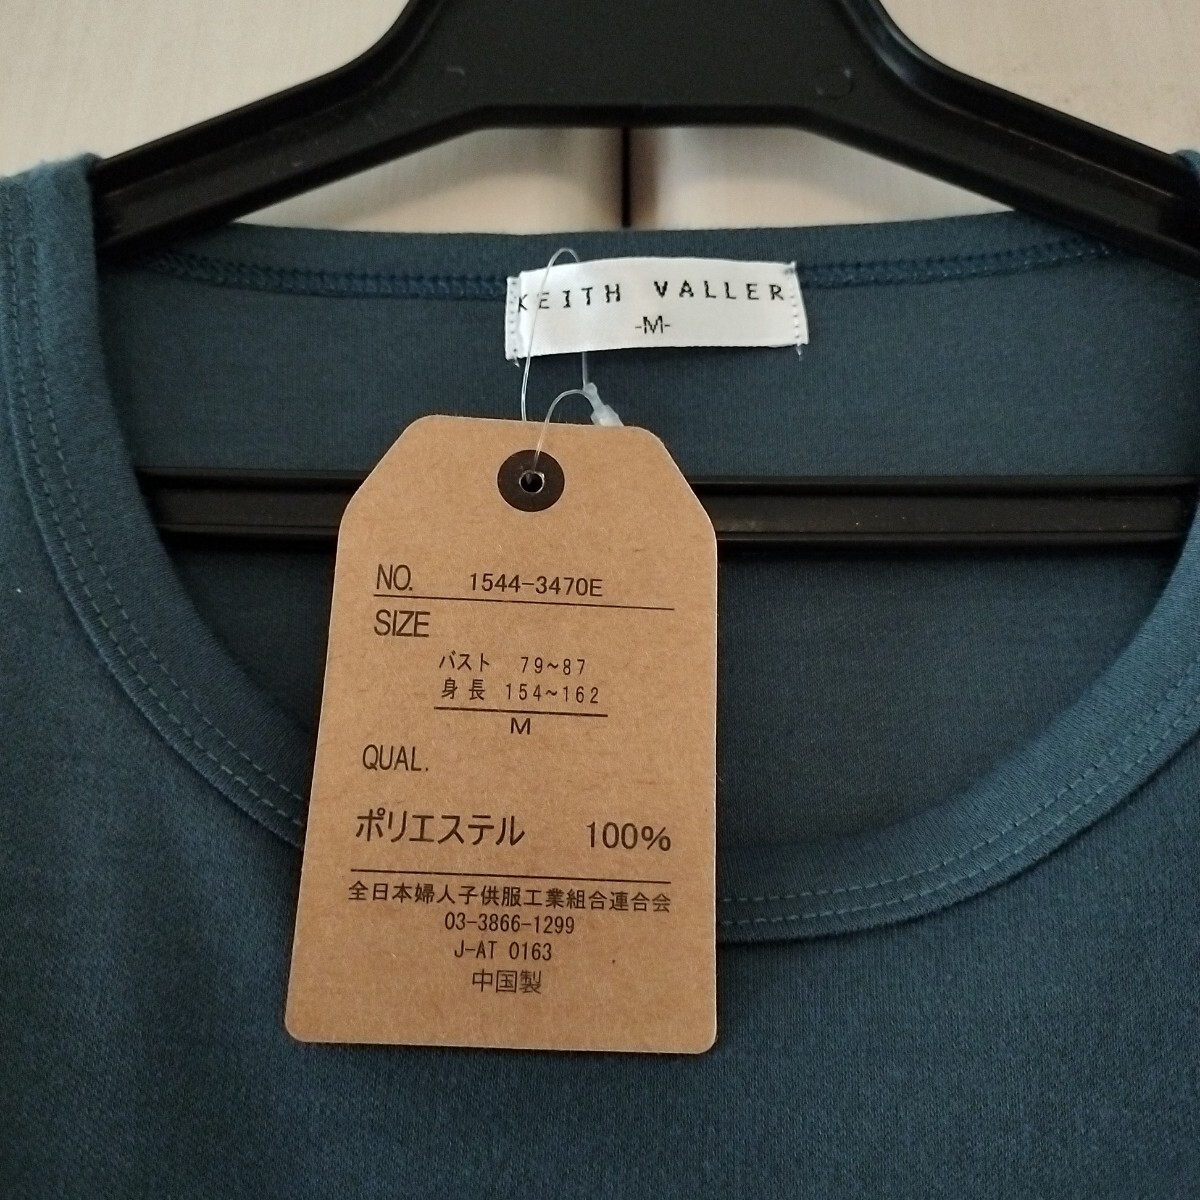 KEITH VALLER
-M-
NO. 1544-3470E
SIZE
バスト 79~87
身長 154~162
M
QUAL.
ポリエステル 100%
全日本婦人子供服工業組合連合会
03-3866-1299
J-AT 0163
中国製